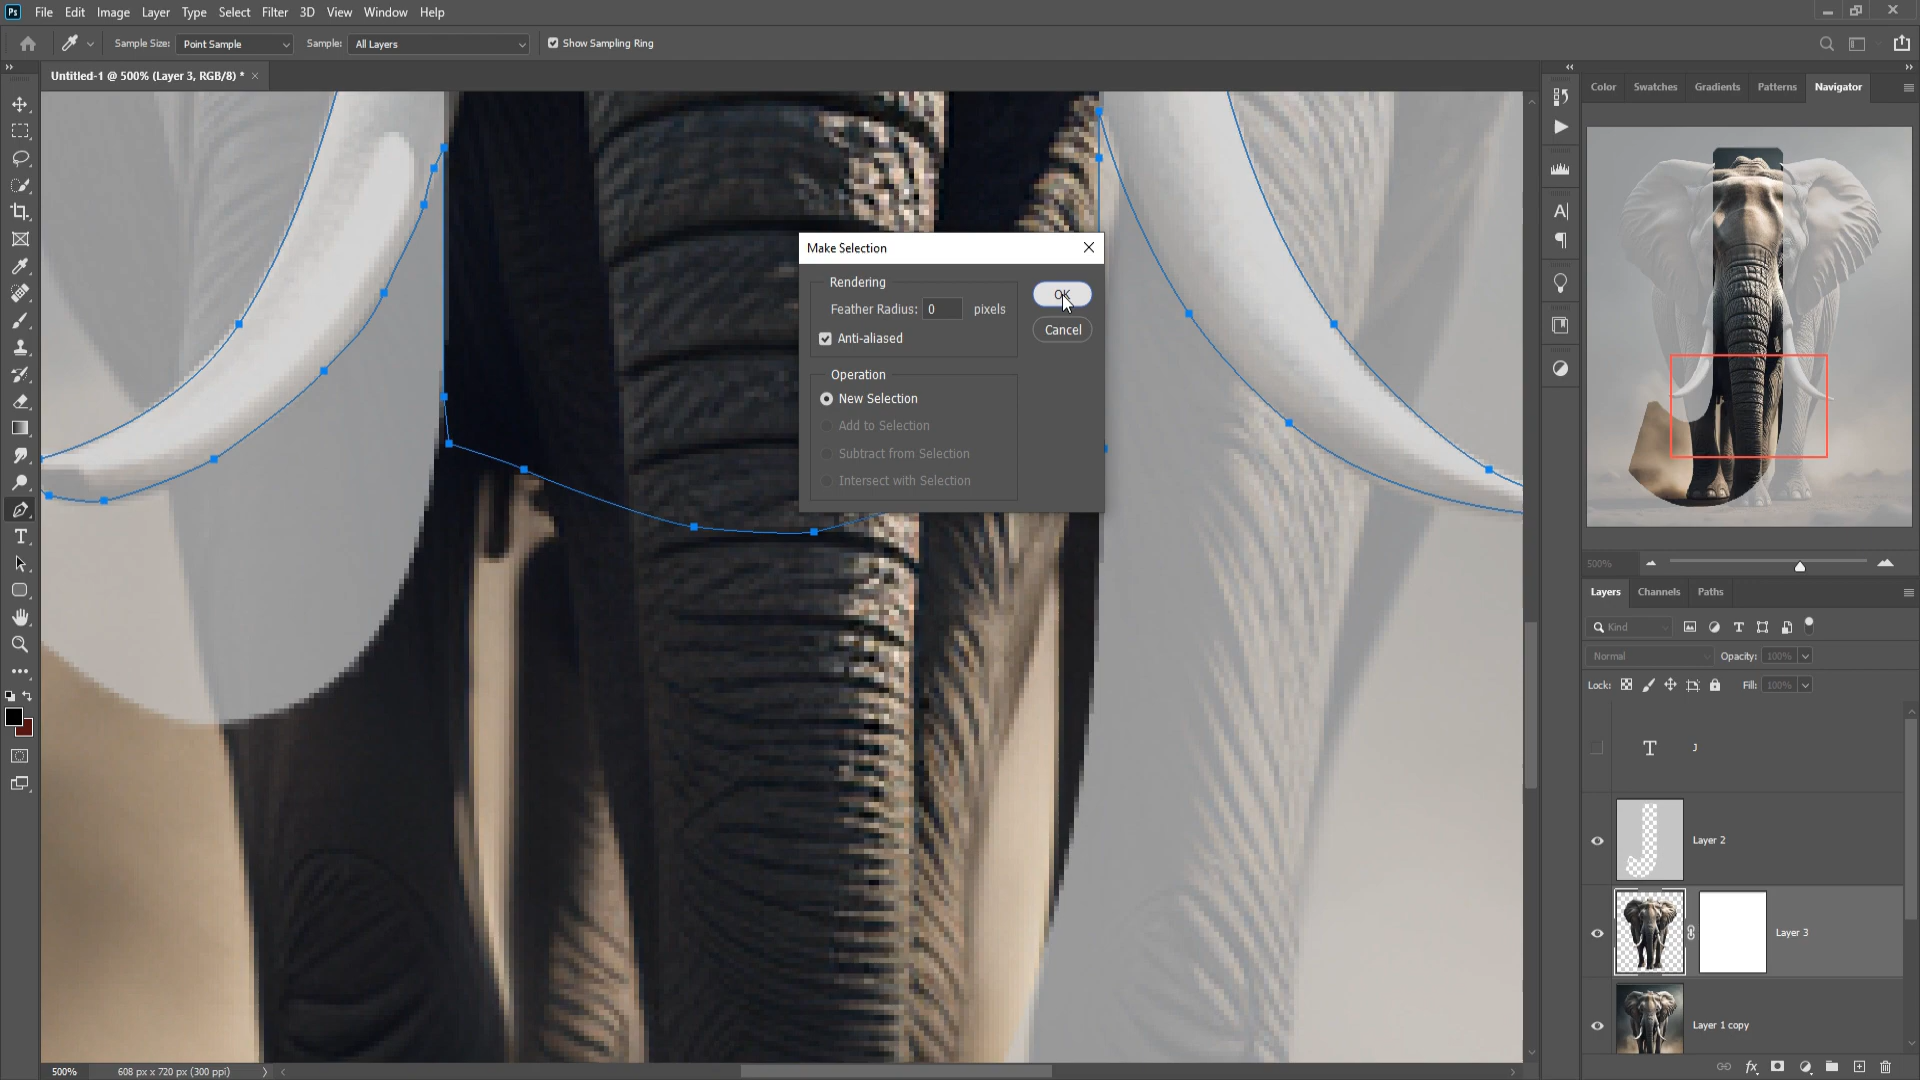 Ps File Edit Image Layer Type Select Filter 3D View Window Help
Sample Size: Point Sample Sample: All Layers Show Sampling Ring
Untitled-1 @ 500% (Layer 3, RGB/8) *
Color Swatches Gradients Patterns Navigator
Make Selection
Rendering
Feather Radius: 0 pixels
Anti-aliased
OK
Cancel
Operation
New Selection
Add to Selection
Subtract from Selection
Intersect with Selection
500%
Layers Channels Paths
Kind
Normal Opacity: 100%
Lock: Fill: 100%
T J
Layer 2
Layer 3
Layer 1 copy
500% 608 px x 720 px (300 ppi)